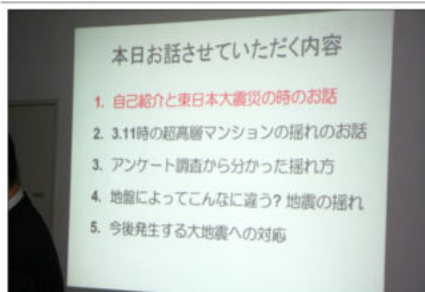 本日お話させていただく内容
1. 自己紹介と東日本大震災の時のお話
2. 3.11時の超高層マンションの揺れのお話
3. アンケート調査から分かった揺れ方
4. 地盤によってこんなに違う? 地震の揺れ
5. 今後発生する大地震への対応